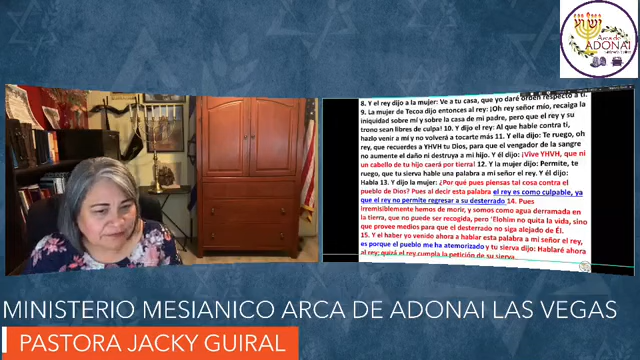 ישוע
Arca de
ADONAI
8. Y el rey dijo a la mujer: Ve a tu casa, que yo daré orden respecto a ti.
9. La mujer de Tecoa dijo entonces al rey: ¡Oh rey señor mío, recaiga la
iniquidad sobre mí y sobre la casa de mi padre, pero que el rey y su
trono sean libres de culpa! 10. Y dijo el rey: Al que hable contra ti,
hazlo venir a mí y no volverá a tocarte más 11. Y ella dijo: Te ruego, oh
rey, que recuerdes a YHVH tu Dios, para que el vengador de la sangre
no aumente el daño ni destruya a mi hijo. Y él dijo: ¡Vive YHVH, que ni
un cabello de tu hijo caerá por tierra! 12. Y la mujer dijo: Permite, te
ruego, que tu sierva hable una palabra a mi señor el rey. Y él dijo:
Habla 13. Y dijo la mujer: ¿Por qué pues piensas tal cosa contra el
pueblo de Dios? Pues al decir esta palabra el rey es como culpable, ya
que el rey no permite regresar a su desterrado 14. Pues
irremisiblemente hemos de morir, y somos como agua derramada en
la tierra, que no puede ser recogida, pero 'Elohim no quita la vida, sino
que provee medios para que el desterrado no siga alejado de Él.
15. Y el haber yo venido ahora a hablar esta palabra a mi señor el rey,
es porque el pueblo me ha atemorizado y tu sierva dijo: Hablaré ahora
al rey; quizá el rey cumpla la petición de su sierva.
MINISTERIO MESIANICO ARCA DE ADONAI LAS VEGAS
PASTORA JACKY GUIRAL